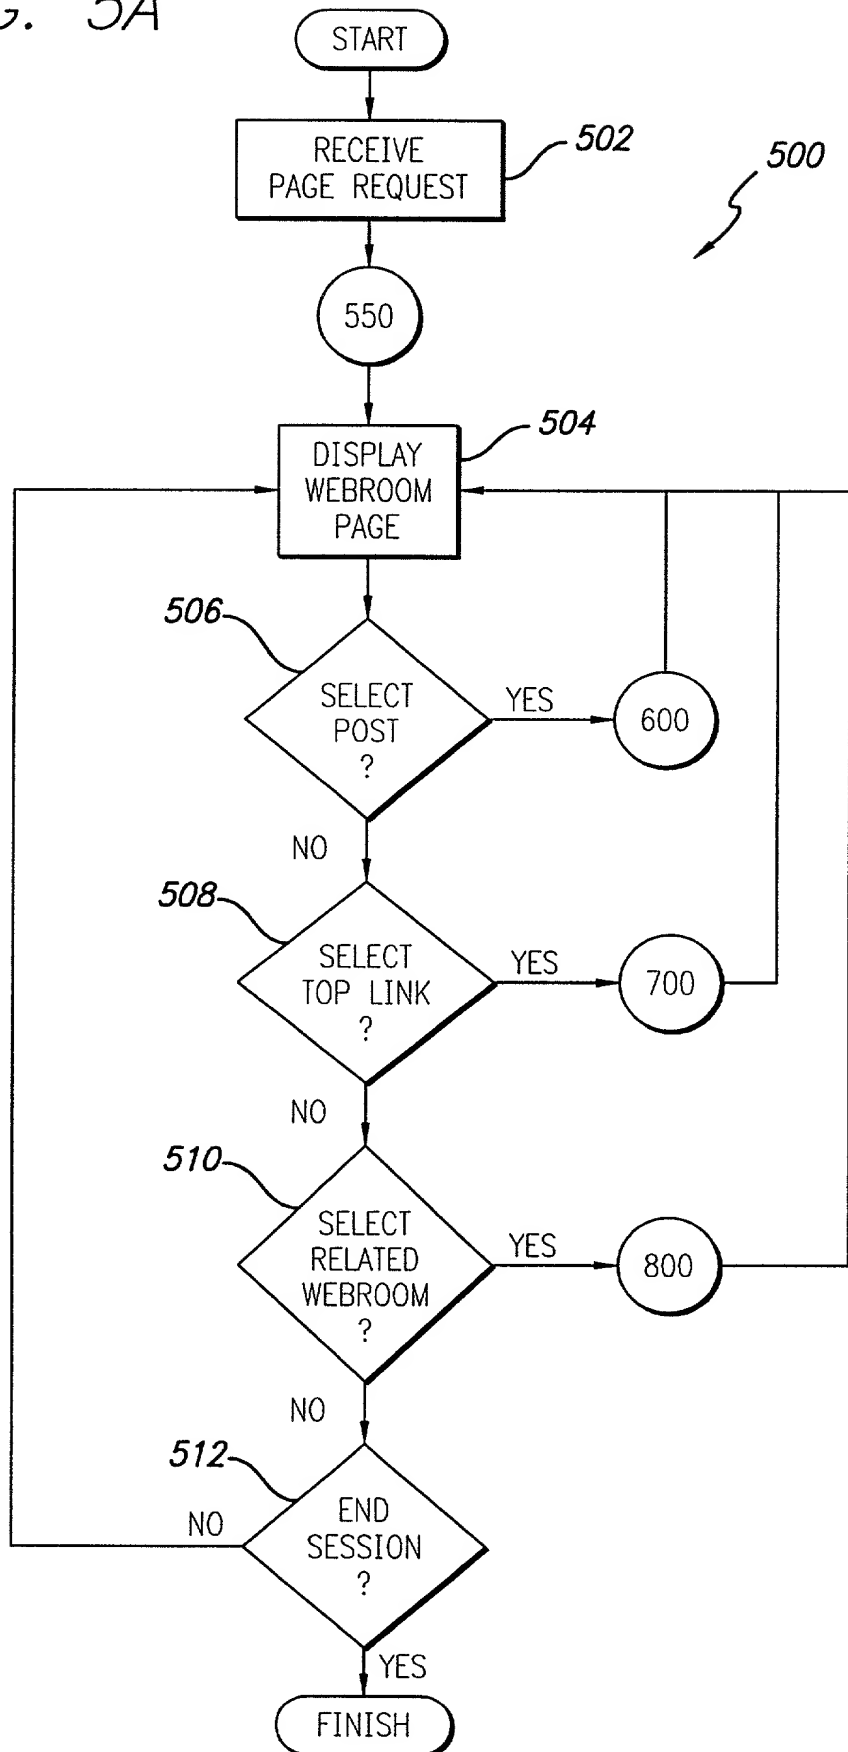 G. 5A
START
RECEIVE
PAGE REQUEST
502
500
550
504
DISPLAY
WEBROOM
PAGE
506
SELECT
POST
?
YES
600
NO
508
SELECT
TOP LINK
?
YES
700
NO
510
SELECT
RELATED
WEBROOM
?
YES
800
NO
512
END
SESSION
?
NO
YES
FINISH